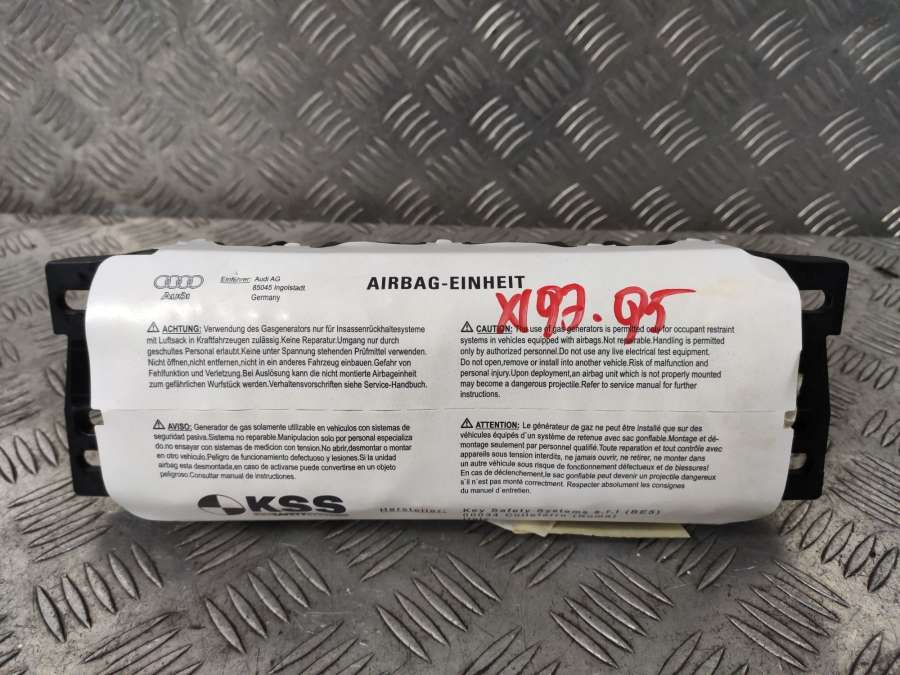 Audi
Einführer: Audi AG
85045 Ingolstadt
Germany
AIRBAG-EINHEIT
X197.95
ACHTUNG: Verwendung des Gasgenerators nur für Insassenrückhaltesysteme
mit Luftsack in Kraftfahrzeugen zulässig.Keine Reparatur.Umgang nur durch
geschultes Personal erlaubt.Keine unter Spannung stehenden Prüfmittel verwenden.
Nicht öffnen,nicht entfernen,nicht in ein anderes Fahrzeug einbauen.Gefahr von
Fehlfunktion und Verletzung.Bei Auslösung kann die nicht montierte Airbageinheit
zum gefährlichen Wurfstück werden.Verhaltensvorschriften siehe Service-Handbuch.
CAUTION: The use of gas generators is permitted only for occupant restraint
systems in vehicles equipped with airbags.Not repairable.Handling is permitted
only by authorized personnel.Do not use any live electrical test equipment.
Do not open,remove or install into another vehicle.Risk of malfunction and
personal injury.Upon deployment,an airbag unit which is not properly mounted
may become a dangerous projectile.Refer to service manual for further
instructions.
AVISO: Generador de gas solamente utilizable en vehículos con sistemas de
seguridad pasiva.Sistema no reparable.Manipulacion solo por personal especializa
do.no ensayar con sistemas de medicion con tension.No abrir,desmontar o montar
en otro vehículo.Peligro de funcionamiento defectuoso y lesiones.Si la unidad
airbag esta desmontada,en caso de activarse puede convertirse en un objeto
peligroso.Consultar manual de instrucciones.
ATTENTION: Le générateur de gaz ne peut être installé que sur des
véhicules équipés d´un système de retenue avec sac gonflable.Montage et dé-
montage seulement par personnel qualifié.Toute reparation et tout contrôle avec
appareils sous tension interdits, ne jamais ouvrir, ne retirer, ne monter dans
un autre véhicule sous risque de fonctionnement défectueux et de blessures!
En cas de déclenchement,le sac gonflable peut devenir un projectile dangereux
s´il n'est pas monté correctement. Respecter absolument les consignes
du manuel d´entretien.
KSS
Hersteller: Key Safety Systems s.r.l (BE5)